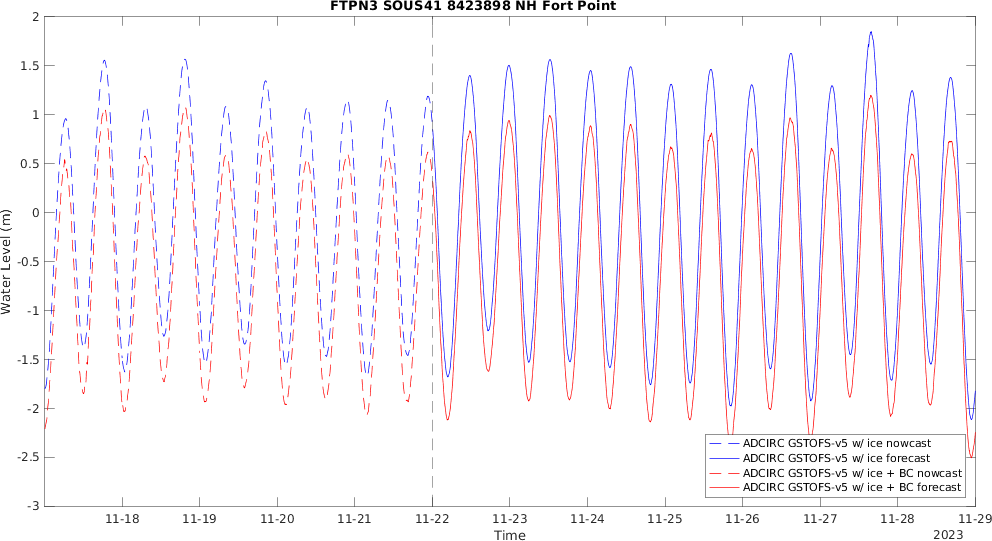 FTPN3 SOUS41 8423898 NH Fort Point
2
1.5
1
0.5
0
-0.5
-1
-1.5
-2
-2.5
-3
Water Level (m)
ADCIRC GSTOFS-v5 w/ ice nowcast
ADCIRC GSTOFS-v5 w/ ice forecast
ADCIRC GSTOFS-v5 w/ ice + BC nowcast
ADCIRC GSTOFS-v5 w/ ice + BC forecast
11-18 11-19 11-20 11-21 11-22 11-23 11-24 11-25 11-26 11-27 11-28 11-29
Time
2023